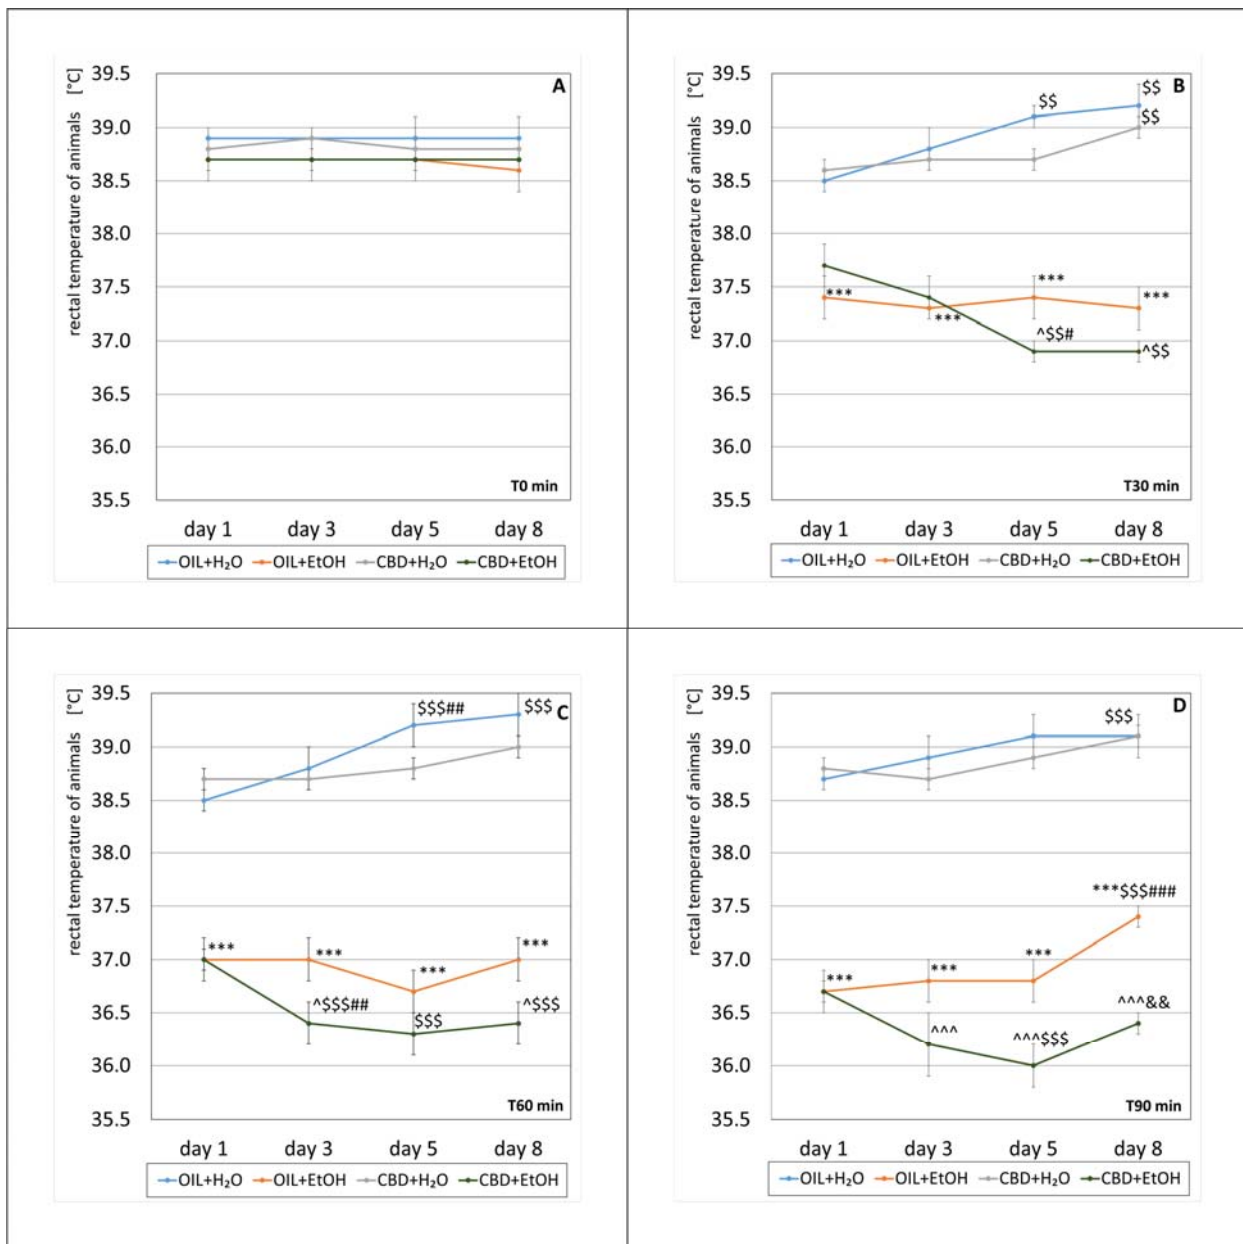 rectal temperature of animals [°C]
39.5
39.0
38.5
38.0
37.5
37.0
36.5
36.0
35.5
A
T0 min
day 1 day 3 day 5 day 8
OIL+H₂O OIL+EtOH CBD+H₂O CBD+EtOH
rectal temperature of animals [°C]
39.5
39.0
38.5
38.0
37.5
37.0
36.5
36.0
35.5
$$ $$ B
$$
*** *** *** ***
^$$# ^$$
T30 min
day 1 day 3 day 5 day 8
OIL+H₂O OIL+EtOH CBD+H₂O CBD+EtOH
rectal temperature of animals [°C]
39.5
39.0
38.5
38.0
37.5
37.0
36.5
36.0
35.5
$$$## $$$ C
*** *** *** ***
^$$$## $$$ ^$$$
T60 min
day 1 day 3 day 5 day 8
OIL+H₂O OIL+EtOH CBD+H₂O CBD+EtOH
rectal temperature of animals [°C]
39.5
39.0
38.5
38.0
37.5
37.0
36.5
36.0
35.5
$$$ D
***$$$###
*** *** ***
^^^ ^^^$$$ ^^^&&
T90 min
day 1 day 3 day 5 day 8
OIL+H₂O OIL+EtOH CBD+H₂O CBD+EtOH